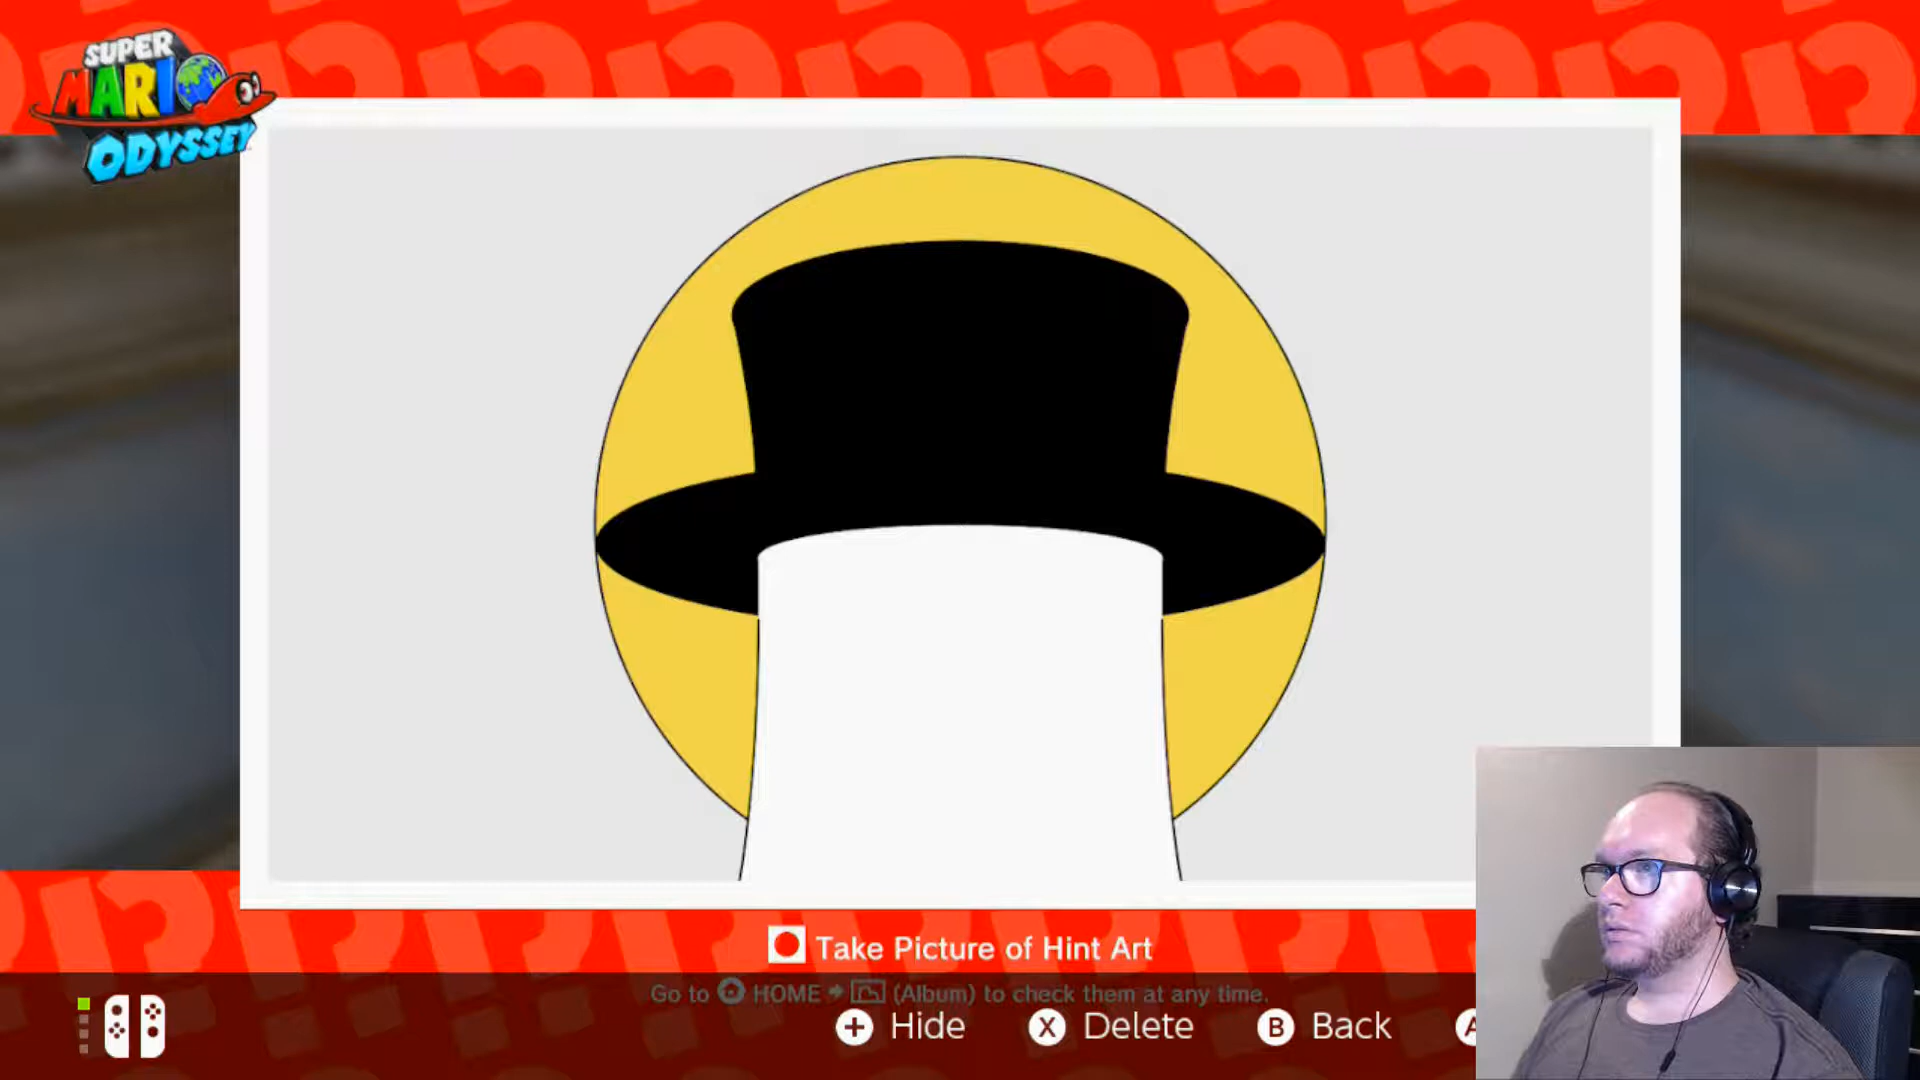 SUPER
MARIO
ODYSSEY
Take Picture of Hint Art
Go to HOME → (Album) to check them at any time.
+ Hide
X Delete
B Back
A